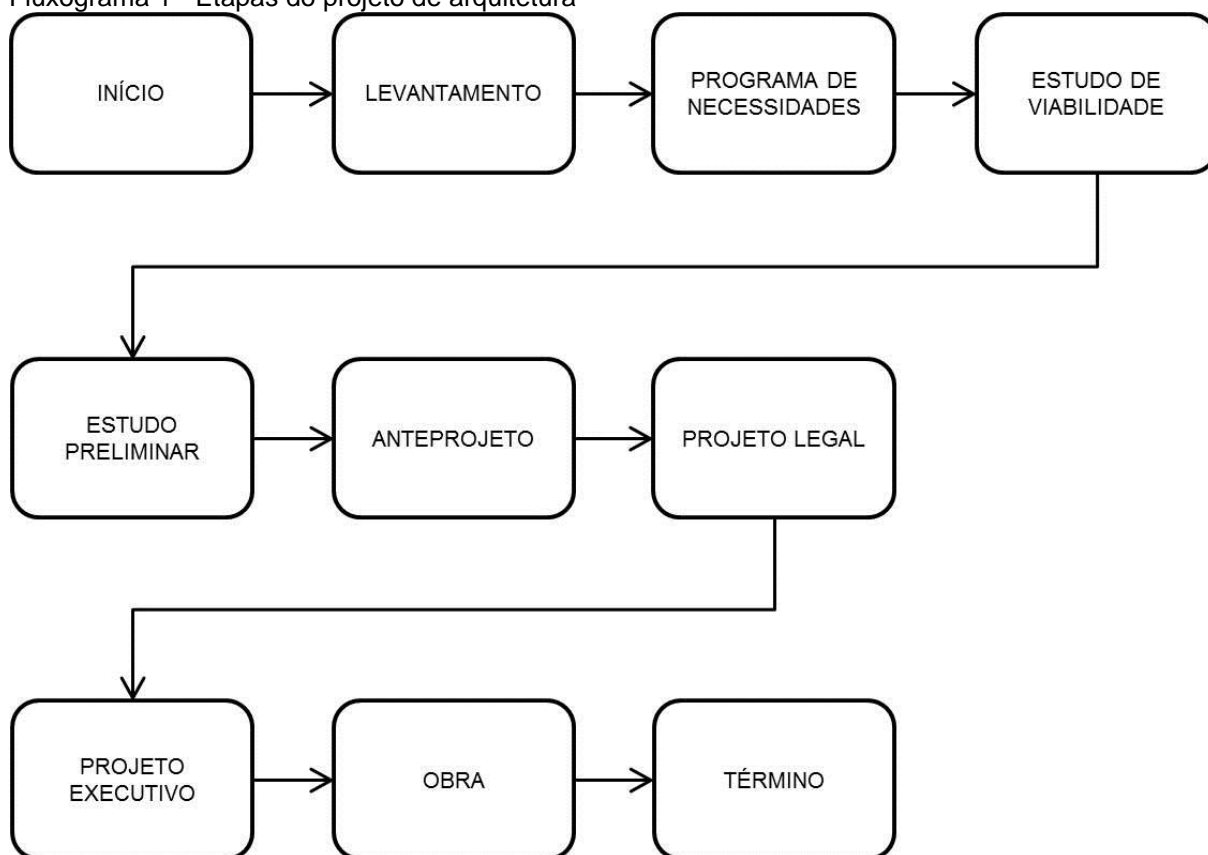 Fluxograma 1 - Etapas do projeto de arquitetura
INÍCIO
LEVANTAMENTO
PROGRAMA DE
NECESSIDADES
ESTUDO DE
VIABILIDADE
ESTUDO
PRELIMINAR
ANTEPROJETO
PROJETO LEGAL
PROJETO
EXECUTIVO
OBRA
TÉRMINO